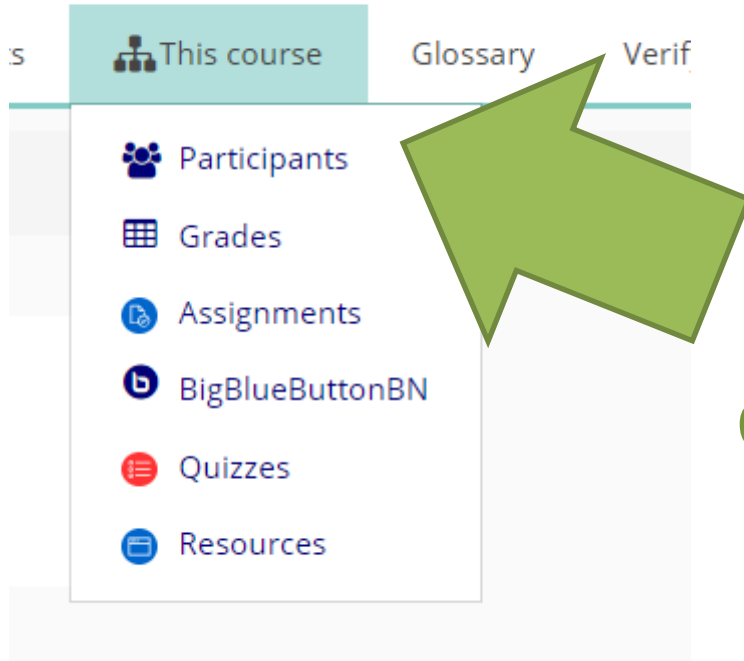 This course Glossary
Participants
Grades
Assignments
BigBlueButtonBN
Quizzes
Resources